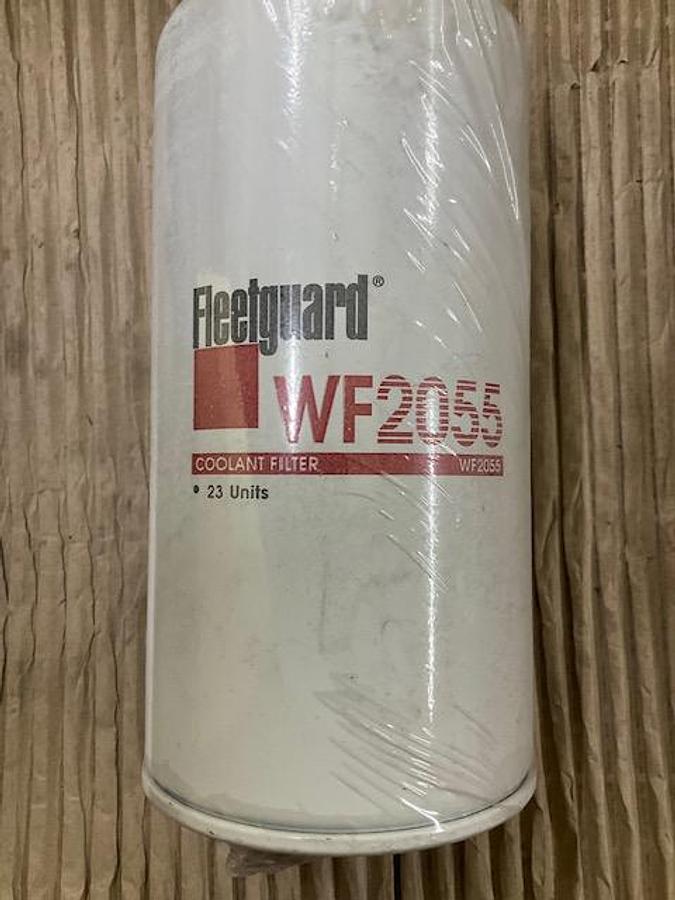 Fleetguard®
WF2055
COOLANT FILTER WF2055
• 23 Units